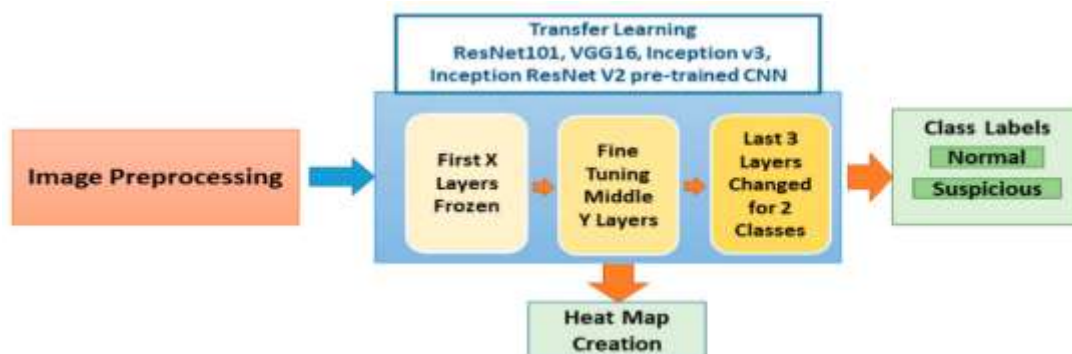 Transfer Learning
ResNet101, VGG16, Inception v3,
Inception ResNet V2 pre-trained CNN
Image Preprocessing
First X
Layers
Frozen
Fine
Tuning
Middle
Y Layers
Last 3
Layers
Changed
for 2
Classes
Class Labels
Normal
Suspicious
Heat Map
Creation